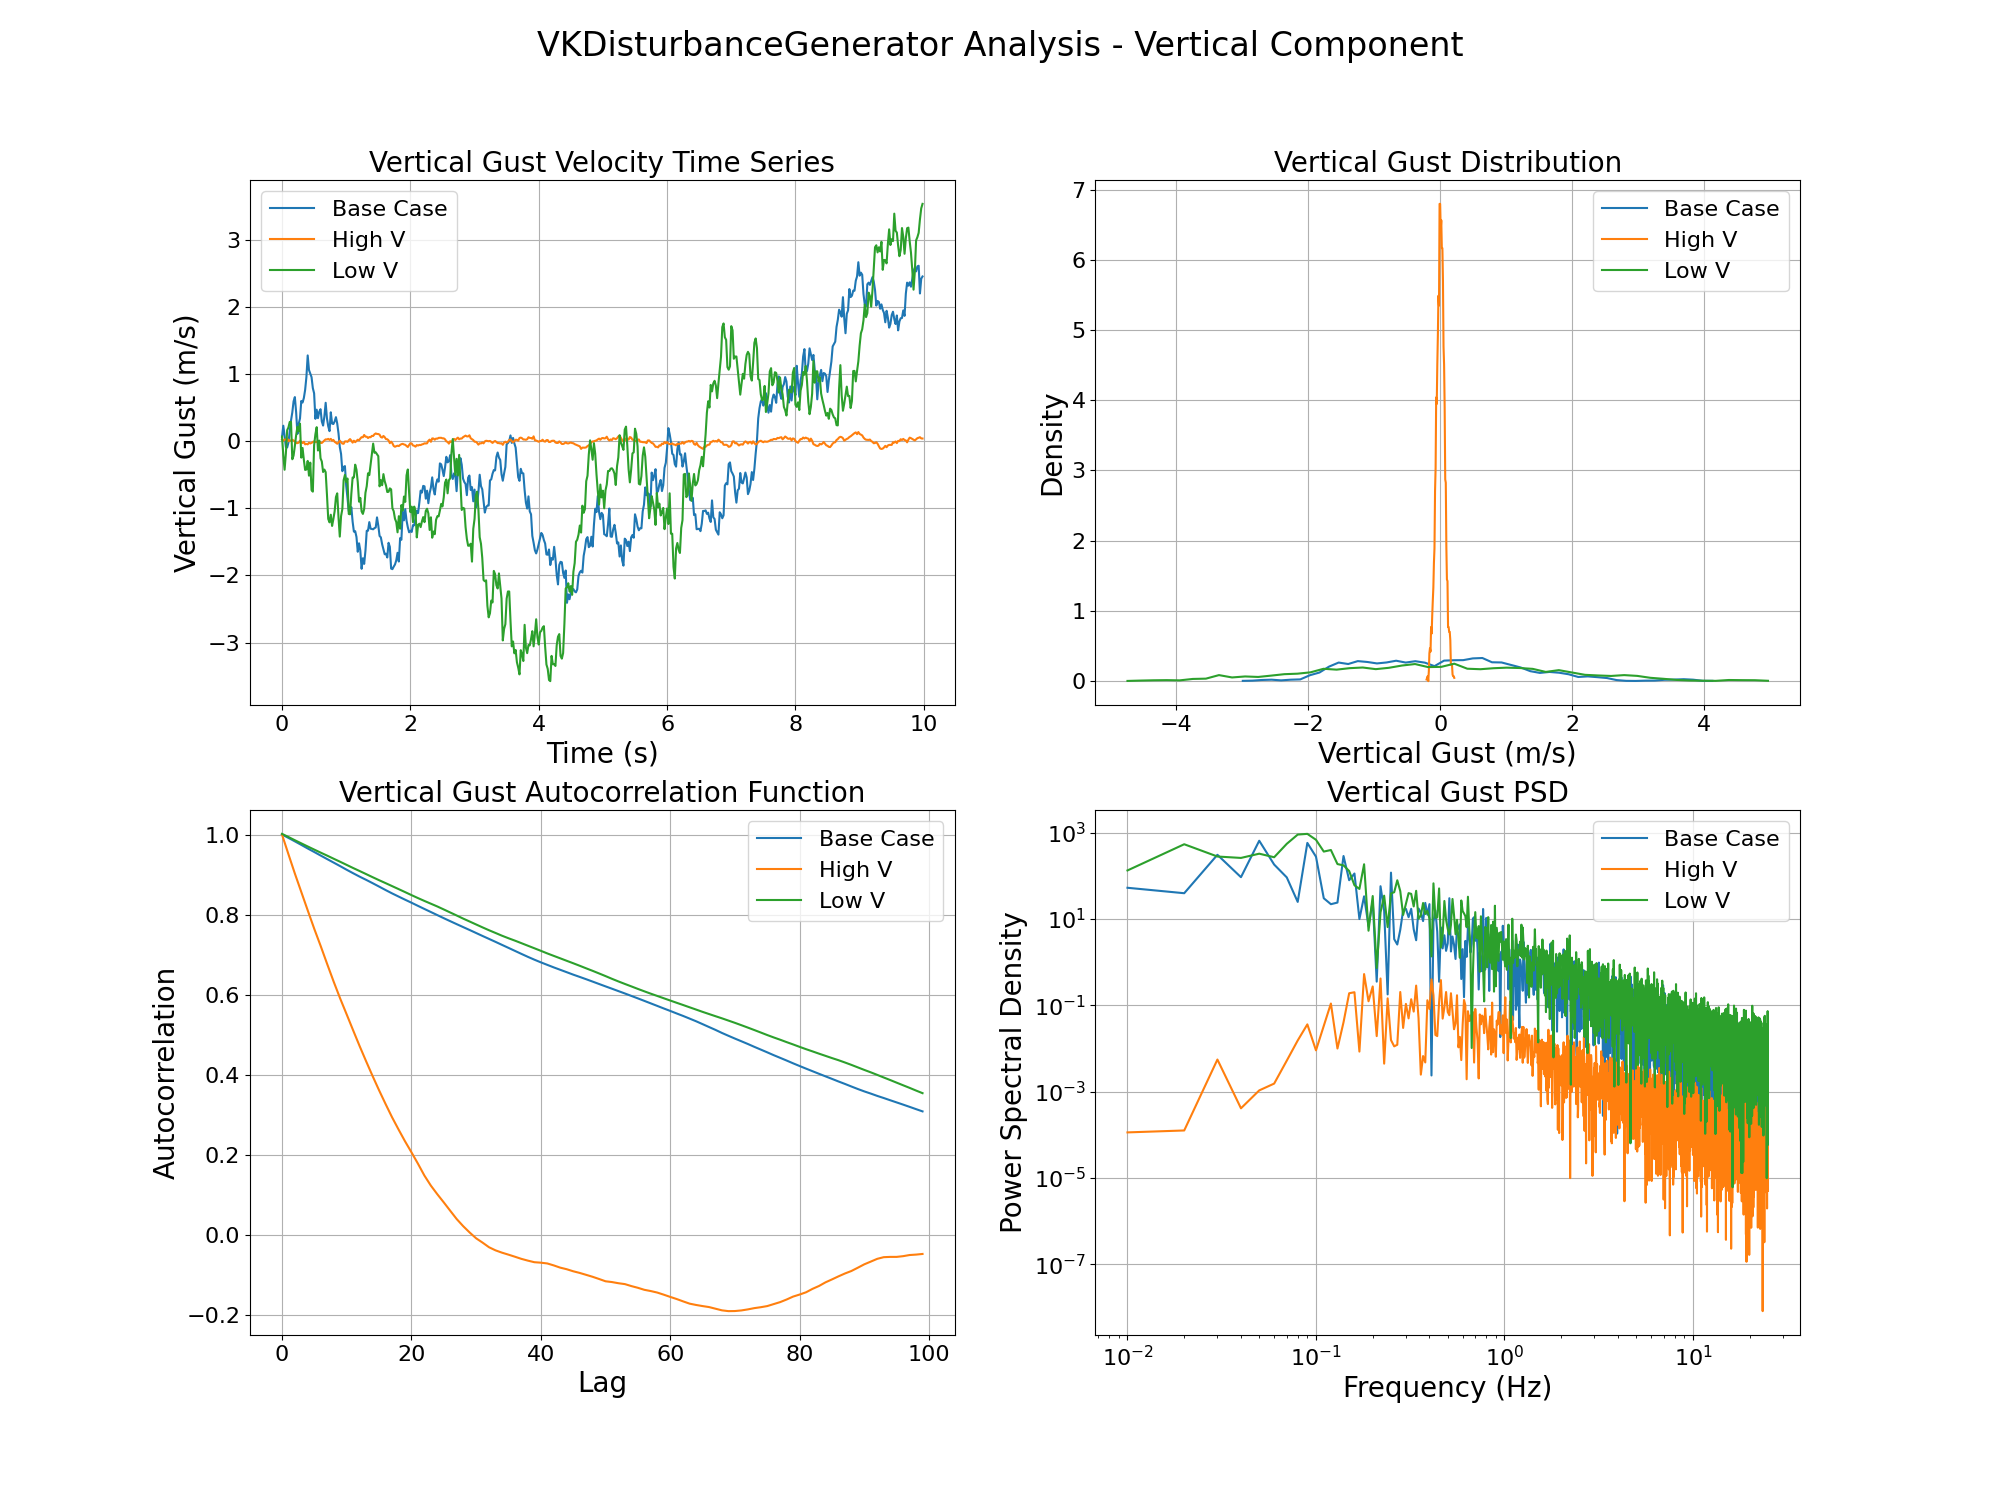 VKDisturbanceGenerator Analysis - Vertical Component
Vertical Gust Velocity Time Series
Base Case
High V
Low V
Vertical Gust (m/s)
3
2
1
0
−1
−2
−3
0 2 4 6 8 10
Time (s)
Vertical Gust Distribution
Base Case
High V
Low V
Density
7
6
5
4
3
2
1
0
−4 −2 0 2 4
Vertical Gust (m/s)
Vertical Gust Autocorrelation Function
Base Case
High V
Low V
Autocorrelation
1.0
0.8
0.6
0.4
0.2
0.0
−0.2
0 20 40 60 80 100
Lag
Vertical Gust PSD
Base Case
High V
Low V
Power Spectral Density
10³
10¹
10⁻¹
10⁻³
10⁻⁵
10⁻⁷
10⁻² 10⁻¹ 10⁰ 10¹
Frequency (Hz)